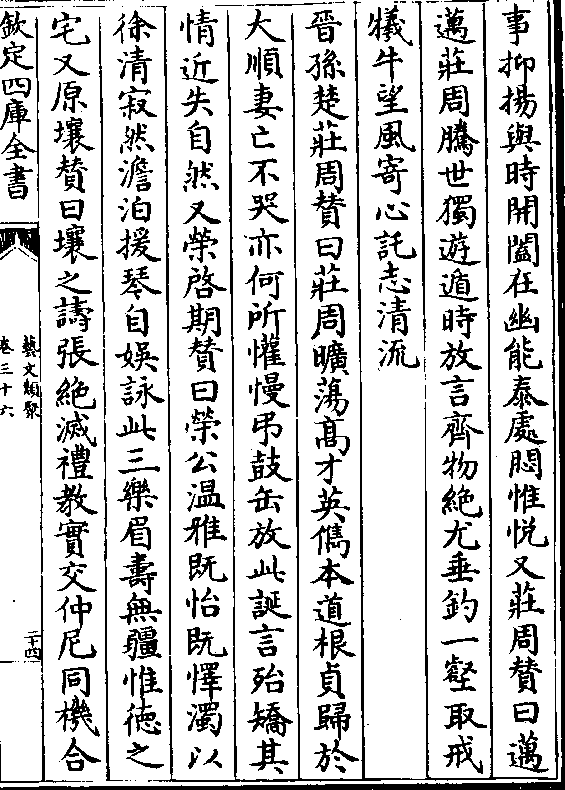 事抑揚與時開闔在幽能泰處悶惟悅又莊周贊曰邁
邁莊周騰世獨遊遁時放言齊物絶尤垂釣一壑取戒
犧牛望風寄心託志清流
晉孫楚莊周贊曰莊周曠蕩髙才英儁本道根貞歸於
大順妻亡不哭亦何所懽慢弔鼓缶放此誕言殆矯其
情近失自然又榮啓期贊曰榮公温雅既怡既懌濁以
徐清寂然澹泊援琴自娛詠此三樂眉壽無疆惟德之
宅又原壤贊曰壤之譸張絶滅禮教實交仲尼同機合
欽定四庫全書
藝文類聚
卷三十六
二十四